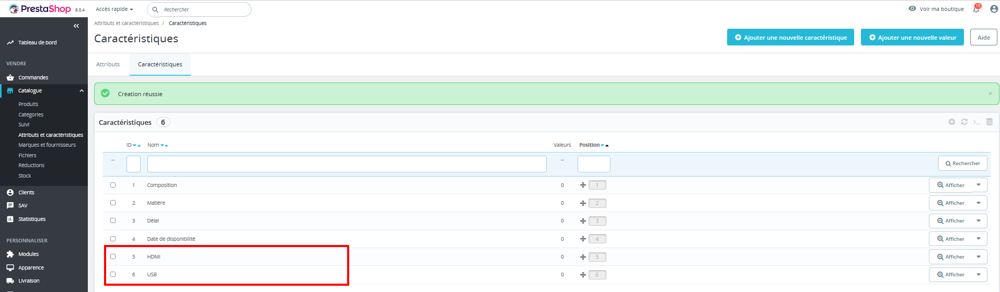 PrestaShop 8.0.4 Accès rapide Rechercher Voir ma boutique 15
Attributs et caractéristiques / Caractéristiques
Caractéristiques Ajouter une nouvelle caractéristique Ajouter une nouvelle valeur Aide
Attributs Caractéristiques
Création réussie ×
Caractéristiques 6
ID Nom Valeurs Position
-- -- Rechercher
1 Composition 0 1 Afficher
2 Matière 0 2 Afficher
3 Délai 0 3 Afficher
4 Date de disponibilité 0 4 Afficher
5 HDMI 0 5 Afficher
6 USB 0 6 Afficher
Tableau de bord
VENDRE
Commandes
Catalogue
Produits
Catégories
Suivi
Attributs et caractéristiques
Marques et fournisseurs
Fichiers
Réductions
Stock
Clients
SAV
Statistiques
PERSONNALISER
Modules
Apparence
Livraison